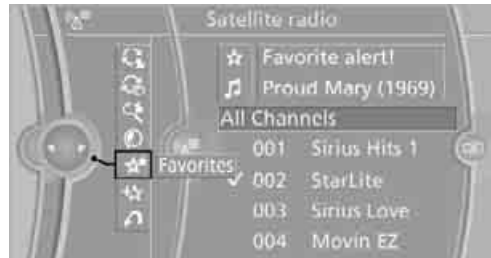 Satellite radio
Favorite alert!
Proud Mary (1969)
All Channels
001 Sirius Hits 1
Favorites
002 StarLite
003 Sirius Love
004 Movin EZ